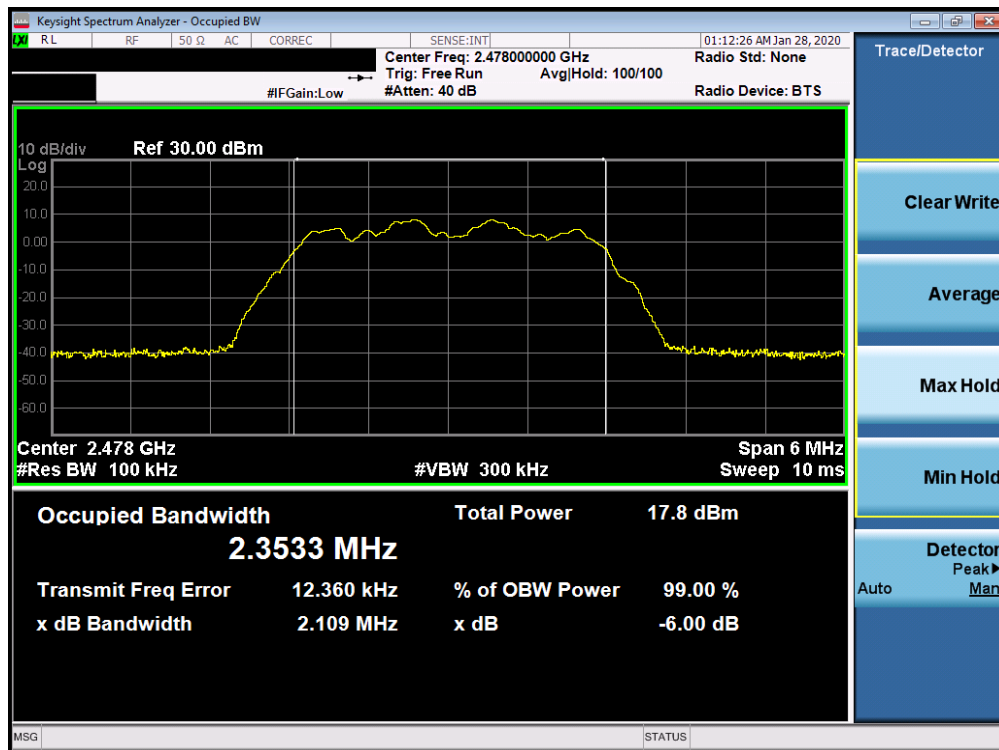 Keysight Spectrum Analyzer - Occupied BW
LXI RL RF 50 Ω AC CORREC SENSE:INT 01:12:26 AM Jan 28, 2020
Center Freq: 2.478000000 GHz Radio Std: None
Trig: Free Run Avg|Hold: 100/100
#IFGain:Low #Atten: 40 dB Radio Device: BTS
Trace/Detector
10 dB/div Ref 30.00 dBm
Log
20.0
10.0
0.00
-10.0
-20.0
-30.0
-40.0
-50.0
-60.0
Center 2.478 GHz Span 6 MHz
#Res BW 100 kHz #VBW 300 kHz Sweep 10 ms
Occupied Bandwidth Total Power 17.8 dBm
2.3533 MHz
Transmit Freq Error 12.360 kHz % of OBW Power 99.00 %
x dB Bandwidth 2.109 MHz x dB -6.00 dB
Clear Write
Average
Max Hold
Min Hold
Detector
Peak▶
Auto Man
MSG STATUS